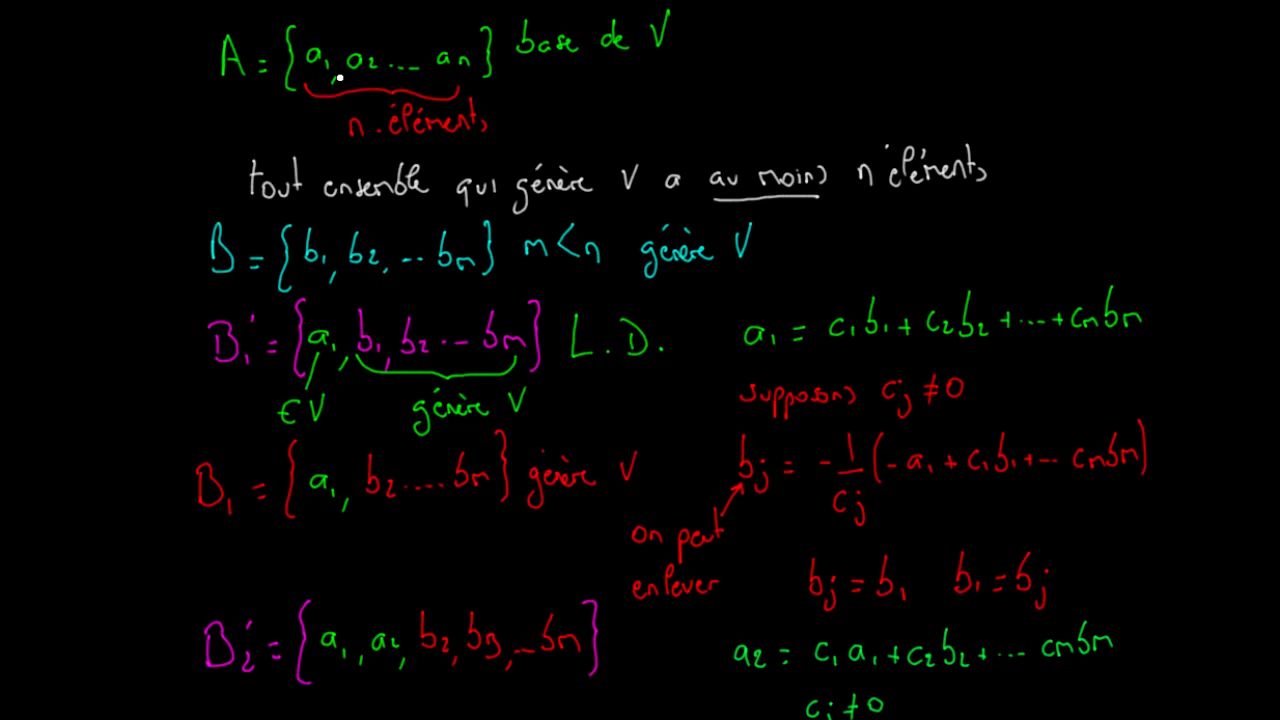 A = {a₁, a₂ ... aₙ} base de V
n. éléments
tout ensemble qui génère V a au moins n éléments
B = {b₁, b₂, .. bₘ} m < n génère V
B₁' = {a₁, b₁, b₂ ... bₘ} L.D.
a₁ = c₁b₁ + c₂b₂ + ... + cₘbₘ
∈ V
génère V
supposons cⱼ ≠ 0
B₁ = {a₁, b₂ .... bₘ} génère V
bⱼ = -1/cⱼ (-a₁ + c₁b₁ + ... cₘbₘ)
on peut
enlever
bⱼ = b₁ b₁ = bⱼ
B₂' = {a₁, a₂, b₂, b₃, ... bₘ}
a₂ = c₁a₁ + c₂b₂ + ... cₘbₘ
cⱼ ≠ 0